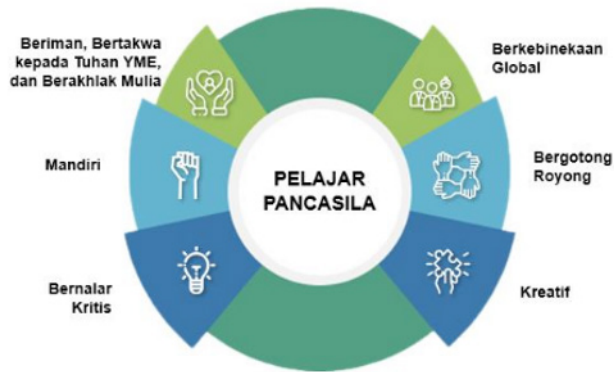 Beriman, Bertakwa
kepada Tuhan YME,
dan Berakhlak Mulia
Berkebinekaan
Global
Mandiri
Bergotong
Royong
PELAJAR
PANCASILA
Bernalar
Kritis
Kreatif